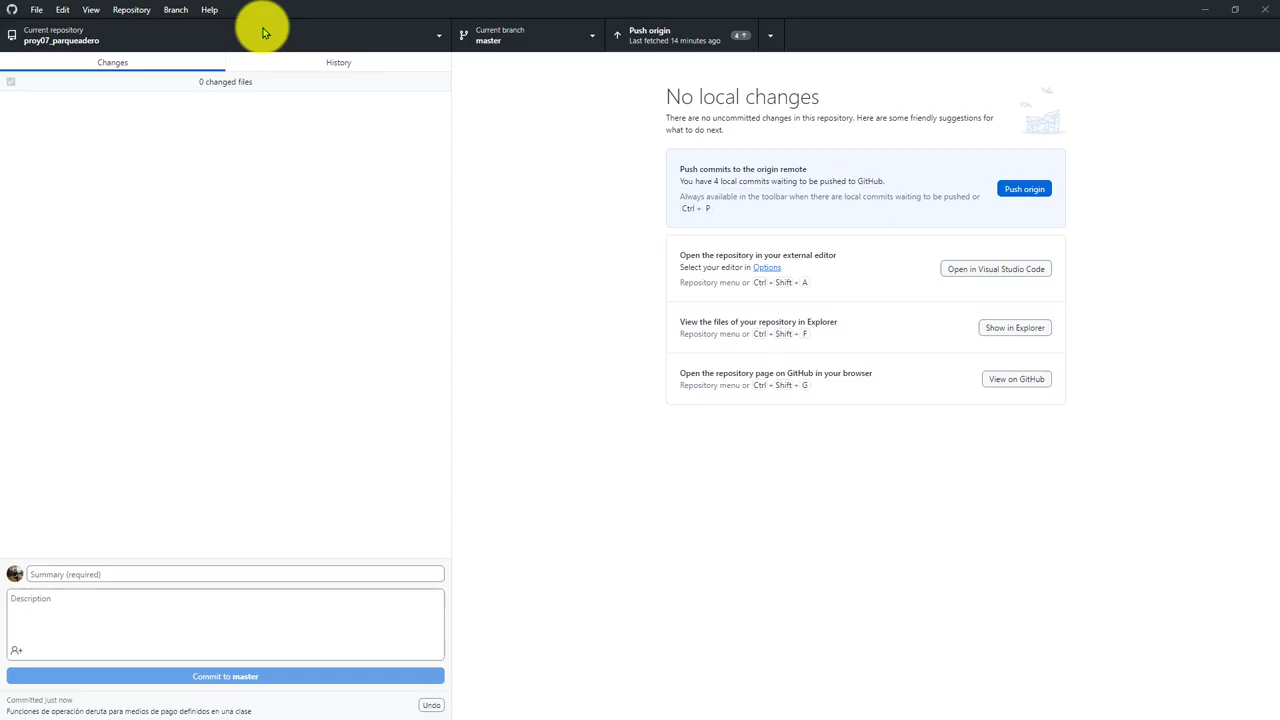 File Edit View Repository Branch Help
Current repository
proy07_parqueadero
Current branch
master
Push origin
Last fetched 14 minutes ago
4
Changes
History
0 changed files
No local changes
There are no uncommitted changes in this repository. Here are some friendly suggestions for
what to do next.
Push commits to the origin remote
You have 4 local commits waiting to be pushed to GitHub.
Always available in the toolbar when there are local commits waiting to be pushed or
Ctrl + P
Push origin
Open the repository in your external editor
Select your editor in Options
Repository menu or Ctrl + Shift + A
Open in Visual Studio Code
View the files of your repository in Explorer
Repository menu or Ctrl + Shift + F
Show in Explorer
Open the repository page on GitHub in your browser
Repository menu or Ctrl + Shift + G
View on GitHub
Summary (required)
Description
Commit to master
Committed just now
Funciones de operación deruta para medios de pago definidos en una clase
Undo